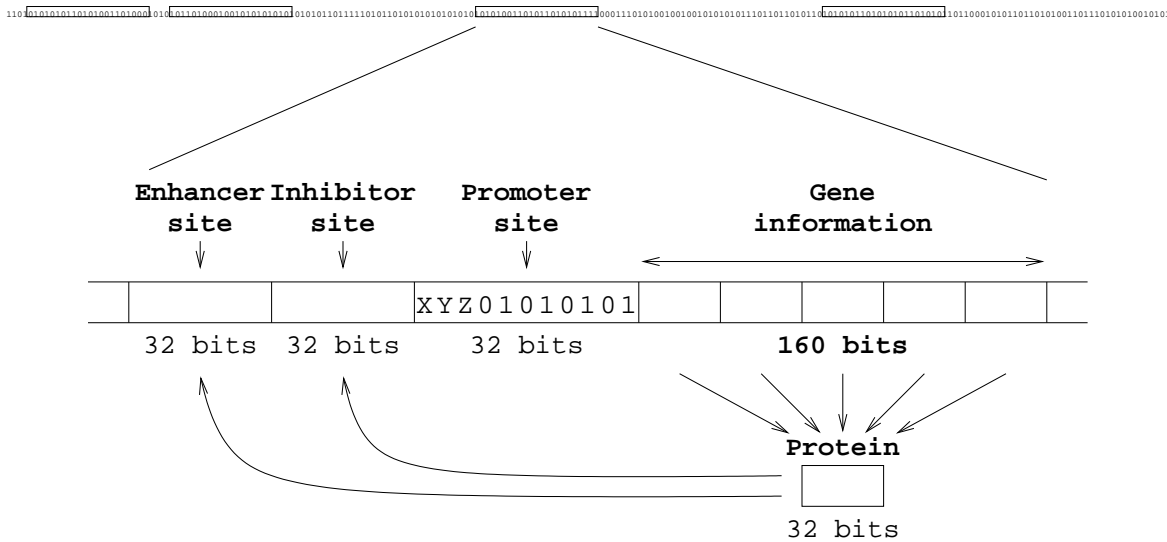 Enhancer Inhibitor Promoter Gene
site site site information
XYZ01010101
32 bits 32 bits 32 bits 160 bits
Protein
32 bits